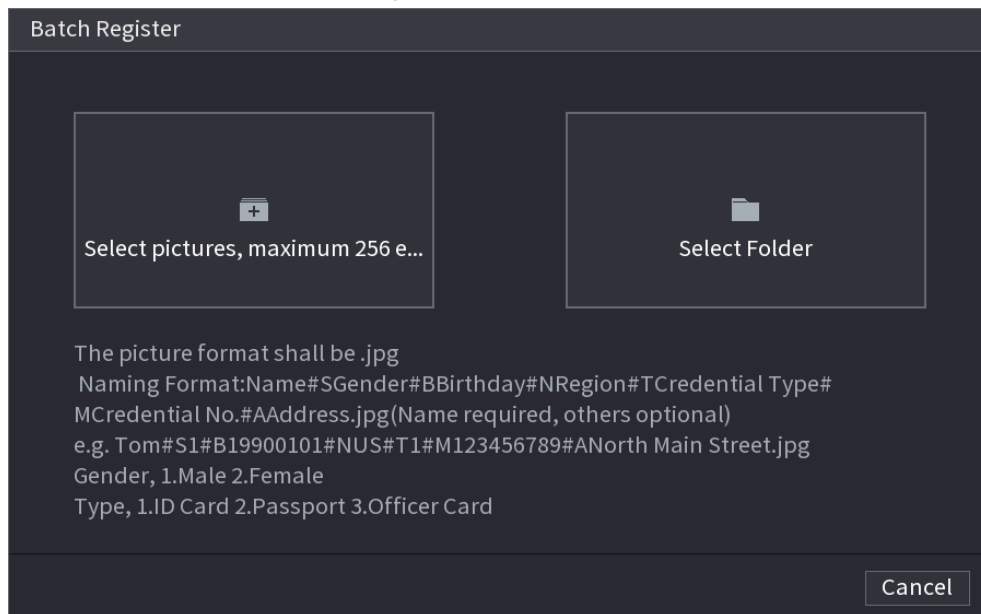 Batch Register
Select pictures, maximum 256 e...
Select Folder
The picture format shall be .jpg
Naming Format:Name#SGender#BBirthday#NRegion#TCredential Type#
MCredential No.#AAddress.jpg(Name required, others optional)
e.g. Tom#S1#B19900101#NUS#T1#M123456789#ANorth Main Street.jpg
Gender, 1.Male 2.Female
Type, 1.ID Card 2.Passport 3.Officer Card
Cancel